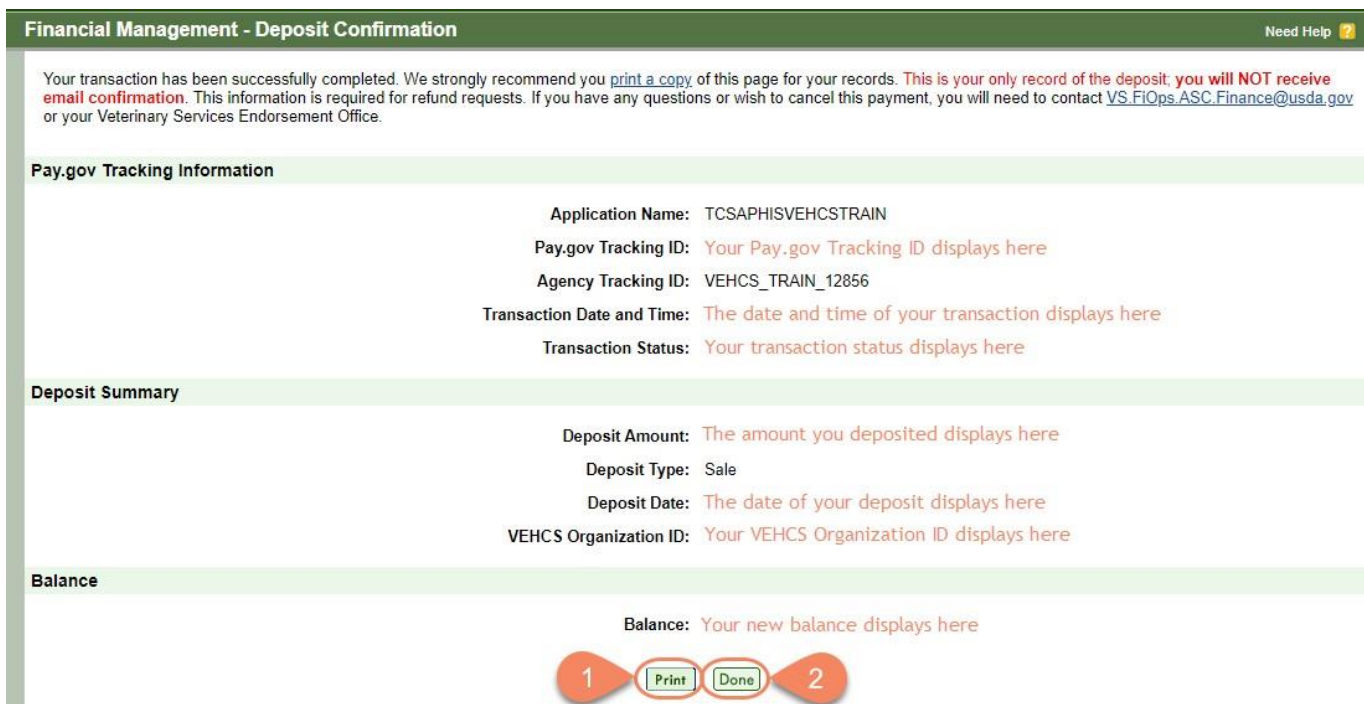 Financial Management - Deposit Confirmation
Need Help ?
Your transaction has been successfully completed. We strongly recommend you print a copy of this page for your records. This is your only record of the deposit; you will NOT receive
email confirmation. This information is required for refund requests. If you have any questions or wish to cancel this payment, you will need to contact VS.FiOps.ASC.Finance@usda.gov
or your Veterinary Services Endorsement Office.
Pay.gov Tracking Information
Application Name: TCSAPHISVEHCSTRAIN
Pay.gov Tracking ID: Your Pay.gov Tracking ID displays here
Agency Tracking ID: VEHCS_TRAIN_12856
Transaction Date and Time: The date and time of your transaction displays here
Transaction Status: Your transaction status displays here
Deposit Summary
Deposit Amount: The amount you deposited displays here
Deposit Type: Sale
Deposit Date: The date of your deposit displays here
VEHCS Organization ID: Your VEHCS Organization ID displays here
Balance
Balance: Your new balance displays here
1 Print Done 2